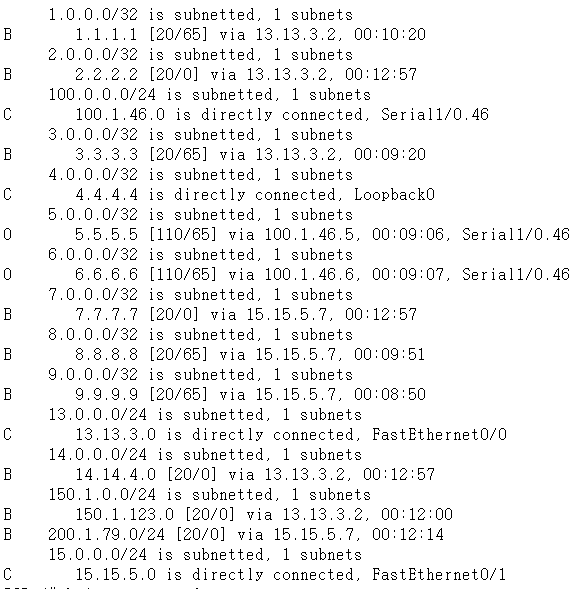 1.0.0.0/32 is subnetted, 1 subnets
B 1.1.1.1 [20/65] via 13.13.3.2, 00:10:20
2.0.0.0/32 is subnetted, 1 subnets
B 2.2.2.2 [20/0] via 13.13.3.2, 00:12:57
100.0.0.0/24 is subnetted, 1 subnets
C 100.1.46.0 is directly connected, Serial1/0.46
3.0.0.0/32 is subnetted, 1 subnets
B 3.3.3.3 [20/65] via 13.13.3.2, 00:09:20
4.0.0.0/32 is subnetted, 1 subnets
C 4.4.4.4 is directly connected, Loopback0
5.0.0.0/32 is subnetted, 1 subnets
O 5.5.5.5 [110/65] via 100.1.46.5, 00:09:06, Serial1/0.46
6.0.0.0/32 is subnetted, 1 subnets
O 6.6.6.6 [110/65] via 100.1.46.6, 00:09:07, Serial1/0.46
7.0.0.0/32 is subnetted, 1 subnets
B 7.7.7.7 [20/0] via 15.15.5.7, 00:12:57
8.0.0.0/32 is subnetted, 1 subnets
B 8.8.8.8 [20/65] via 15.15.5.7, 00:09:51
9.0.0.0/32 is subnetted, 1 subnets
B 9.9.9.9 [20/65] via 15.15.5.7, 00:08:50
13.0.0.0/24 is subnetted, 1 subnets
C 13.13.3.0 is directly connected, FastEthernet0/0
14.0.0.0/24 is subnetted, 1 subnets
B 14.14.4.0 [20/0] via 13.13.3.2, 00:12:57
150.1.0.0/24 is subnetted, 1 subnets
B 150.1.123.0 [20/0] via 13.13.3.2, 00:12:00
B 200.1.79.0/24 [20/0] via 15.15.5.7, 00:12:14
15.0.0.0/24 is subnetted, 1 subnets
C 15.15.5.0 is directly connected, FastEthernet0/1